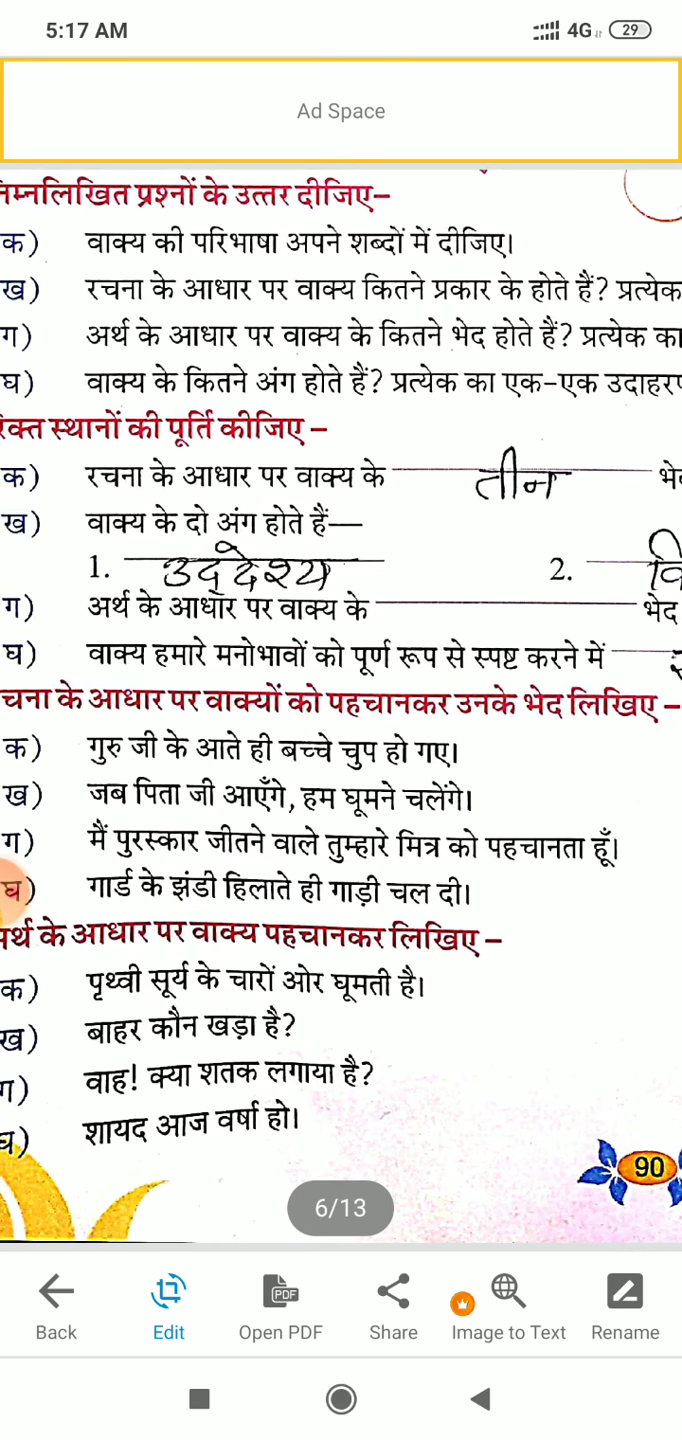 5:17 AM 4G 29
Ad Space
निम्नलिखित प्रश्नों के उत्तर दीजिए–
क) वाक्य की परिभाषा अपने शब्दों में दीजिए।
ख) रचना के आधार पर वाक्य कितने प्रकार के होते हैं? प्रत्येक
ग) अर्थ के आधार पर वाक्य के कितने भेद होते हैं? प्रत्येक का
घ) वाक्य के कितने अंग होते हैं? प्रत्येक का एक-एक
स्थानों की पूर्ति कीजिए –
क) रचना के आधार पर वाक्य के तीन
ख) वाक्य के दो अंग होते हैं—
1. उद्देश्य 2. वि
ग) अर्थ के आधार पर वाक्य के भेद
घ) वाक्य हमारे मनोभावों को पूर्ण रूप से स्पष्ट करने में
चना के आधार पर वाक्यों को पहचानकर उनके भेद लिखिए –
क) गुरु जी के आते ही बच्चे चुप हो गए।
ख) जब पिता जी आएँगे, हम घूमने चलेंगे।
ग) मैं पुरस्कार जीतने वाले तुम्हारे मित्र को पहचानता हूँ।
घ) गार्ड के झंडी हिलाते ही गाड़ी चल दी।
के आधार पर वाक्य पहचानकर लिखिए –
क) पृथ्वी सूर्य के चारों ओर घूमती है।
ख) बाहर कौन खड़ा है?
ग) वाह! क्या शतक लगाया है?
घ) शायद आज वर्षा हो।
90
6/13
Back Edit Open PDF Share Image to Text Rename